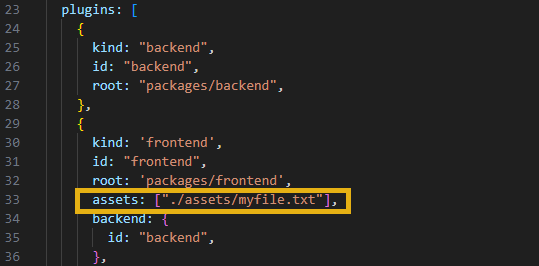 23 plugins: [
24 {
25 kind: "backend",
26 id: "backend",
27 root: "packages/backend",
28 },
29 {
30 kind: 'frontend',
31 id: "frontend",
32 root: 'packages/frontend',
33 assets: ["./assets/myfile.txt"],
34 backend: {
35 id: "backend",
36 },